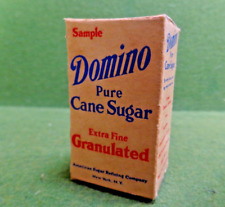 Sample
Domino
Pure
Cane Sugar
Extra Fine
Granulated
American Sugar Refining Company
New York, N.Y.